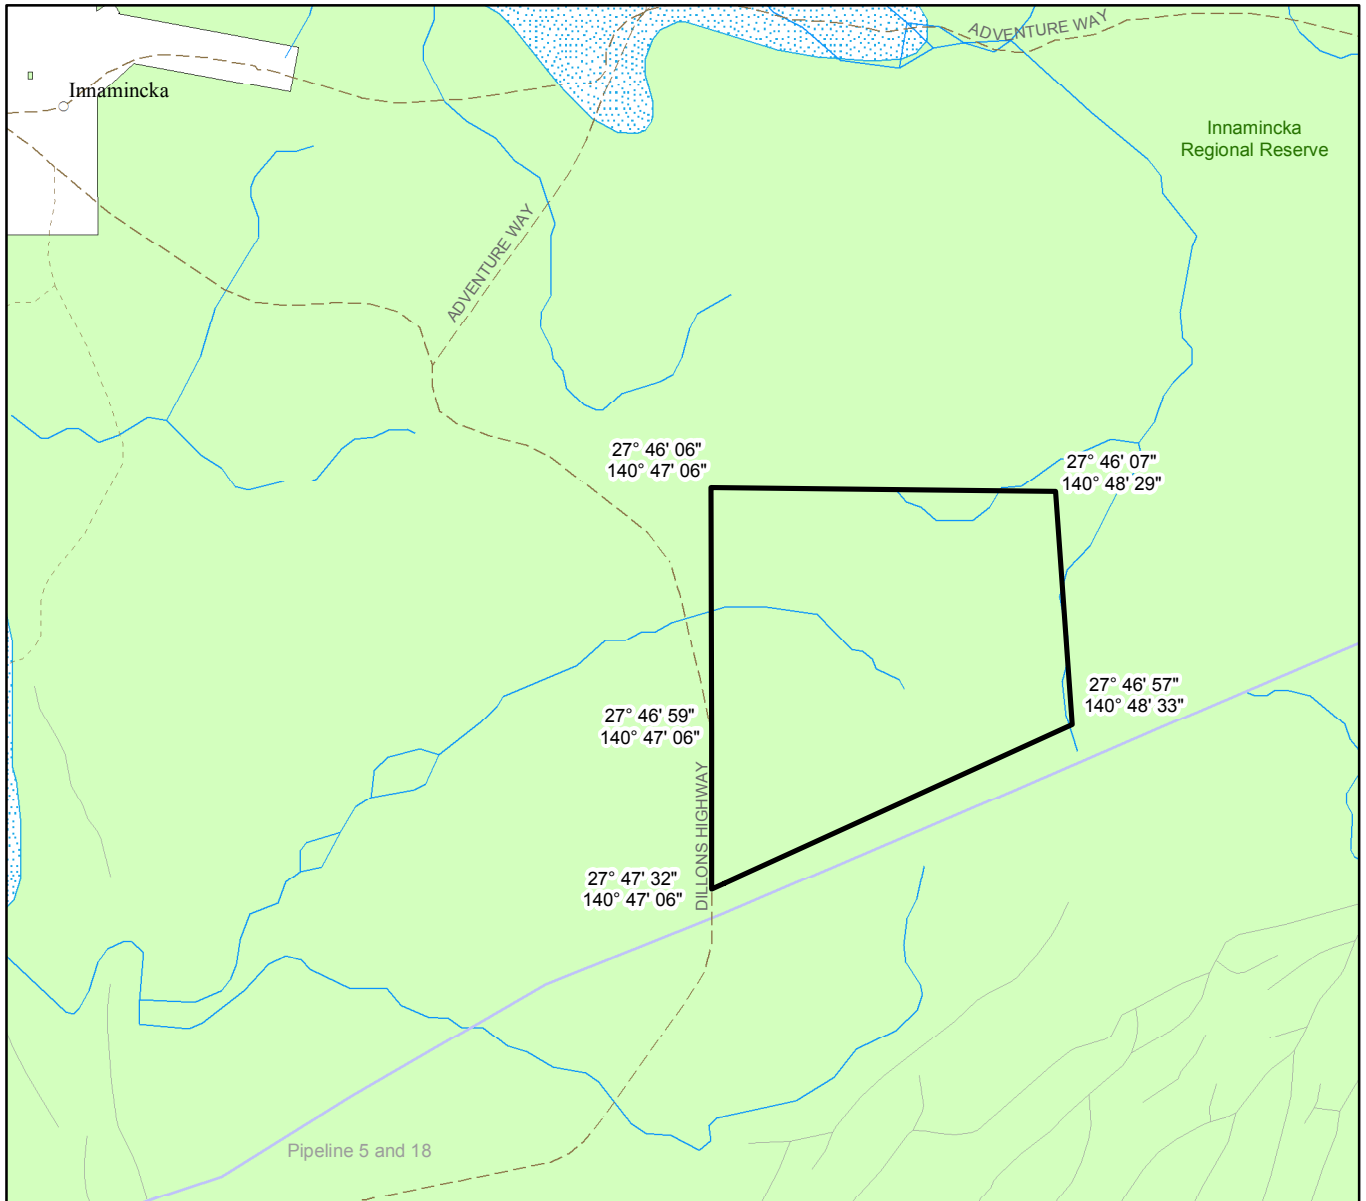 ADVENTURE WAY
Innamincka
Innamincka
Regional Reserve
ADVENTURE WAY
27° 46' 06"
140° 47' 06"
27° 46' 07"
140° 48' 29"
27° 46' 57"
140° 48' 33"
27° 46' 59"
140° 47' 06"
DILLONS HIGHWAY
27° 47' 32"
140° 47' 06"
Pipeline 5 and 18